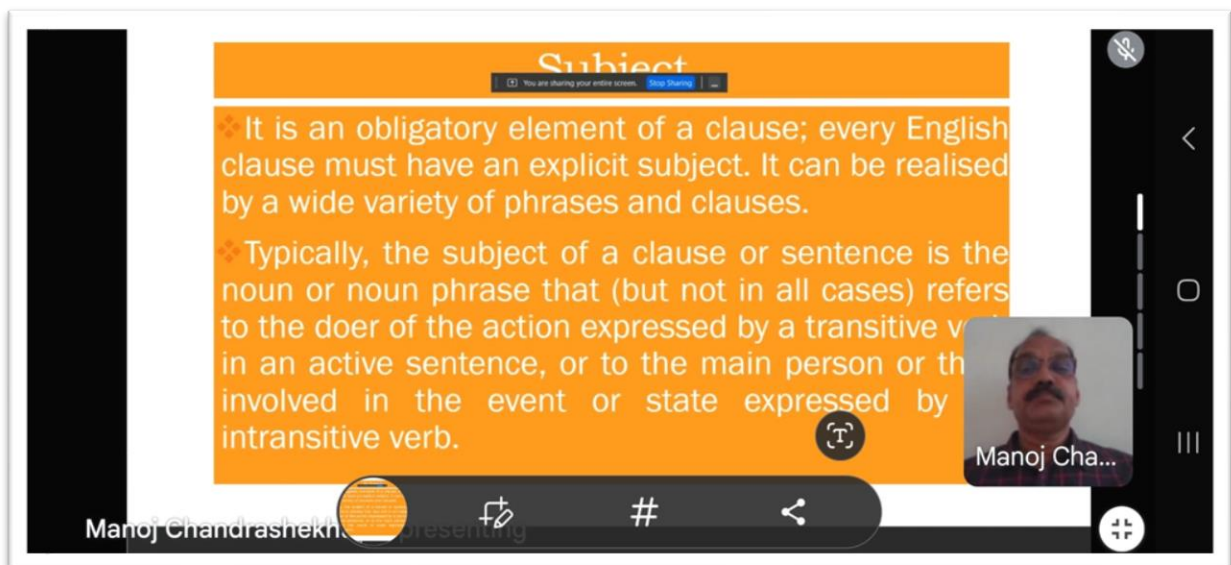 Subject
You are sharing your entire screen. Stop Sharing
It is an obligatory element of a clause; every English
clause must have an explicit subject. It can be realised
by a wide variety of phrases and clauses.
Typically, the subject of a clause or sentence is the
noun or noun phrase that (but not in all cases) refers
to the doer of the action expressed by a transitive v
in an active sentence, or to the main person or th
involved in the event or state expressed by
intransitive verb.
T
Manoj Cha...
#
Manoj Chandrashekh presenting